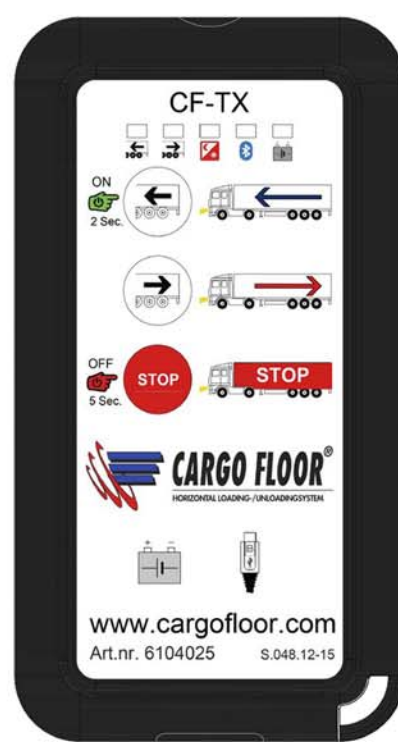 CF-TX
ON
2 Sec.
OFF
5 Sec.
STOP
STOP
CARGO FLOOR®
HORIZONTAL LOADING-/UNLOADINGSYSTEM
+ −
www.cargofloor.com
Art.nr. 6104025 S.048.12-15